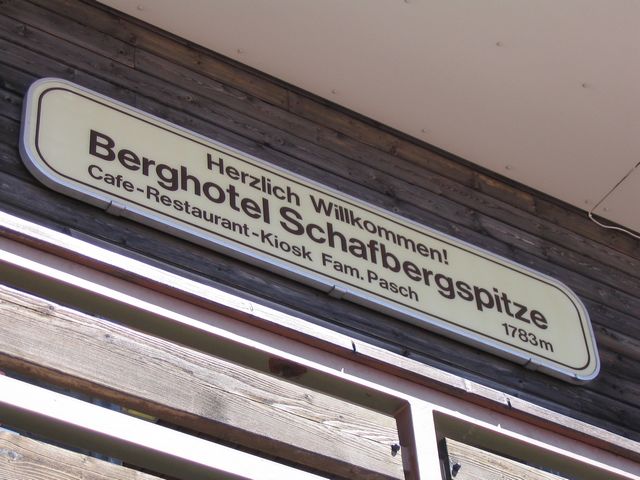 Herzlich Willkommen!
Berghotel Schafbergspitze
Cafe-Restaurant-Kiosk Fam. Pasch
1783m